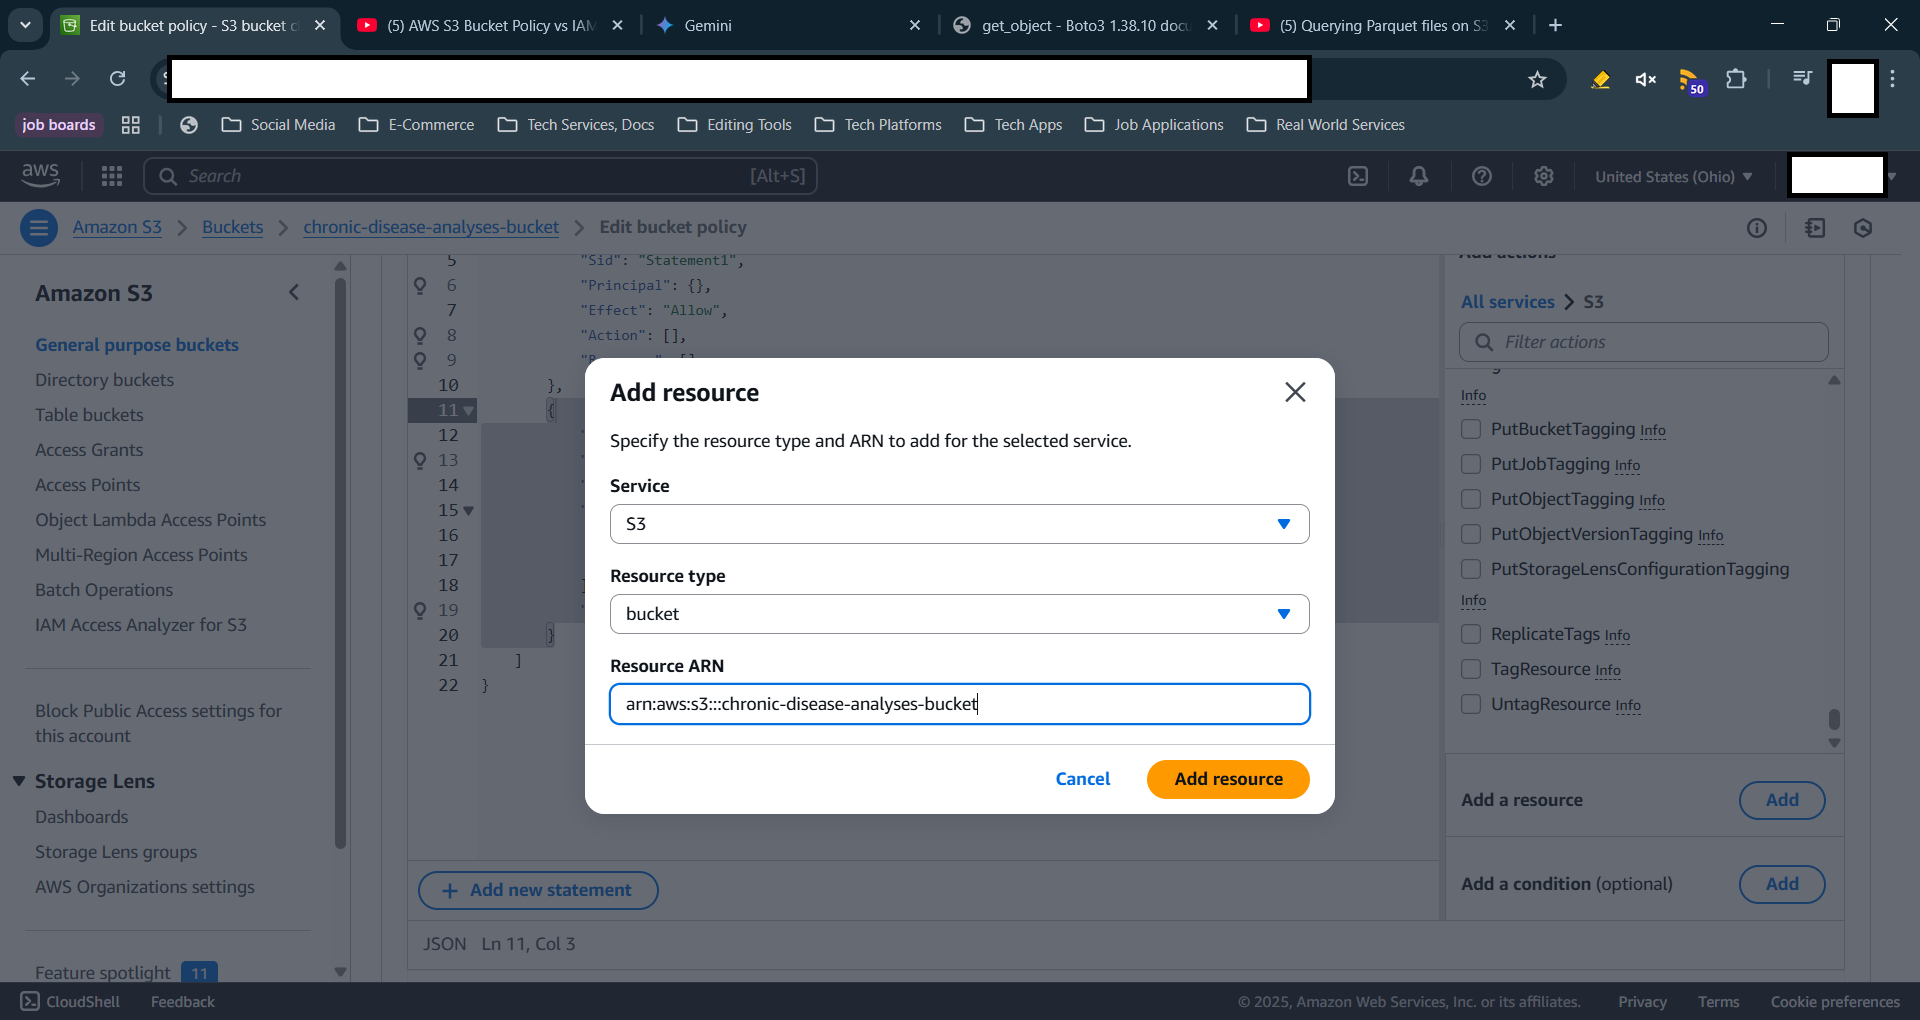 Edit bucket policy - S3 bucket c
(5) AWS S3 Bucket Policy vs IAM
Gemini
get_object - Boto3 1.38.10 docu
(5) Querying Parquet files on S3
50
job boards
Social Media
E-Commerce
Tech Services, Docs
Editing Tools
Tech Platforms
Tech Apps
Job Applications
Real World Services
aws
Search
[Alt+S]
United States (Ohio)
Amazon S3
Buckets
chronic-disease-analyses-bucket
Edit bucket policy
Amazon S3
General purpose buckets
Directory buckets
Table buckets
Access Grants
Access Points
Object Lambda Access Points
Multi-Region Access Points
Batch Operations
IAM Access Analyzer for S3
Block Public Access settings for
this account
Storage Lens
Dashboards
Storage Lens groups
AWS Organizations settings
Feature spotlight 11
5 "Sid": "Statement1",
6 "Principal": {},
7 "Effect": "Allow",
8 "Action": [],
9
10 },
11 {
12
13
14
15
16
17
18 ]
19
20 }
21 ]
22 }
Add new statement
JSON Ln 11, Col 3
Add resource
Specify the resource type and ARN to add for the selected service.
Service
S3
Resource type
bucket
Resource ARN
arn:aws:s3:::chronic-disease-analyses-bucket
Cancel
Add resource
Add actions
All services > S3
Filter actions
Info
PutBucketTagging Info
PutJobTagging Info
PutObjectTagging Info
PutObjectVersionTagging Info
PutStorageLensConfigurationTagging
Info
ReplicateTags Info
TagResource Info
UntagResource Info
Add a resource
Add
Add a condition (optional)
Add
CloudShell
Feedback
© 2025, Amazon Web Services, Inc. or its affiliates.
Privacy
Terms
Cookie preferences